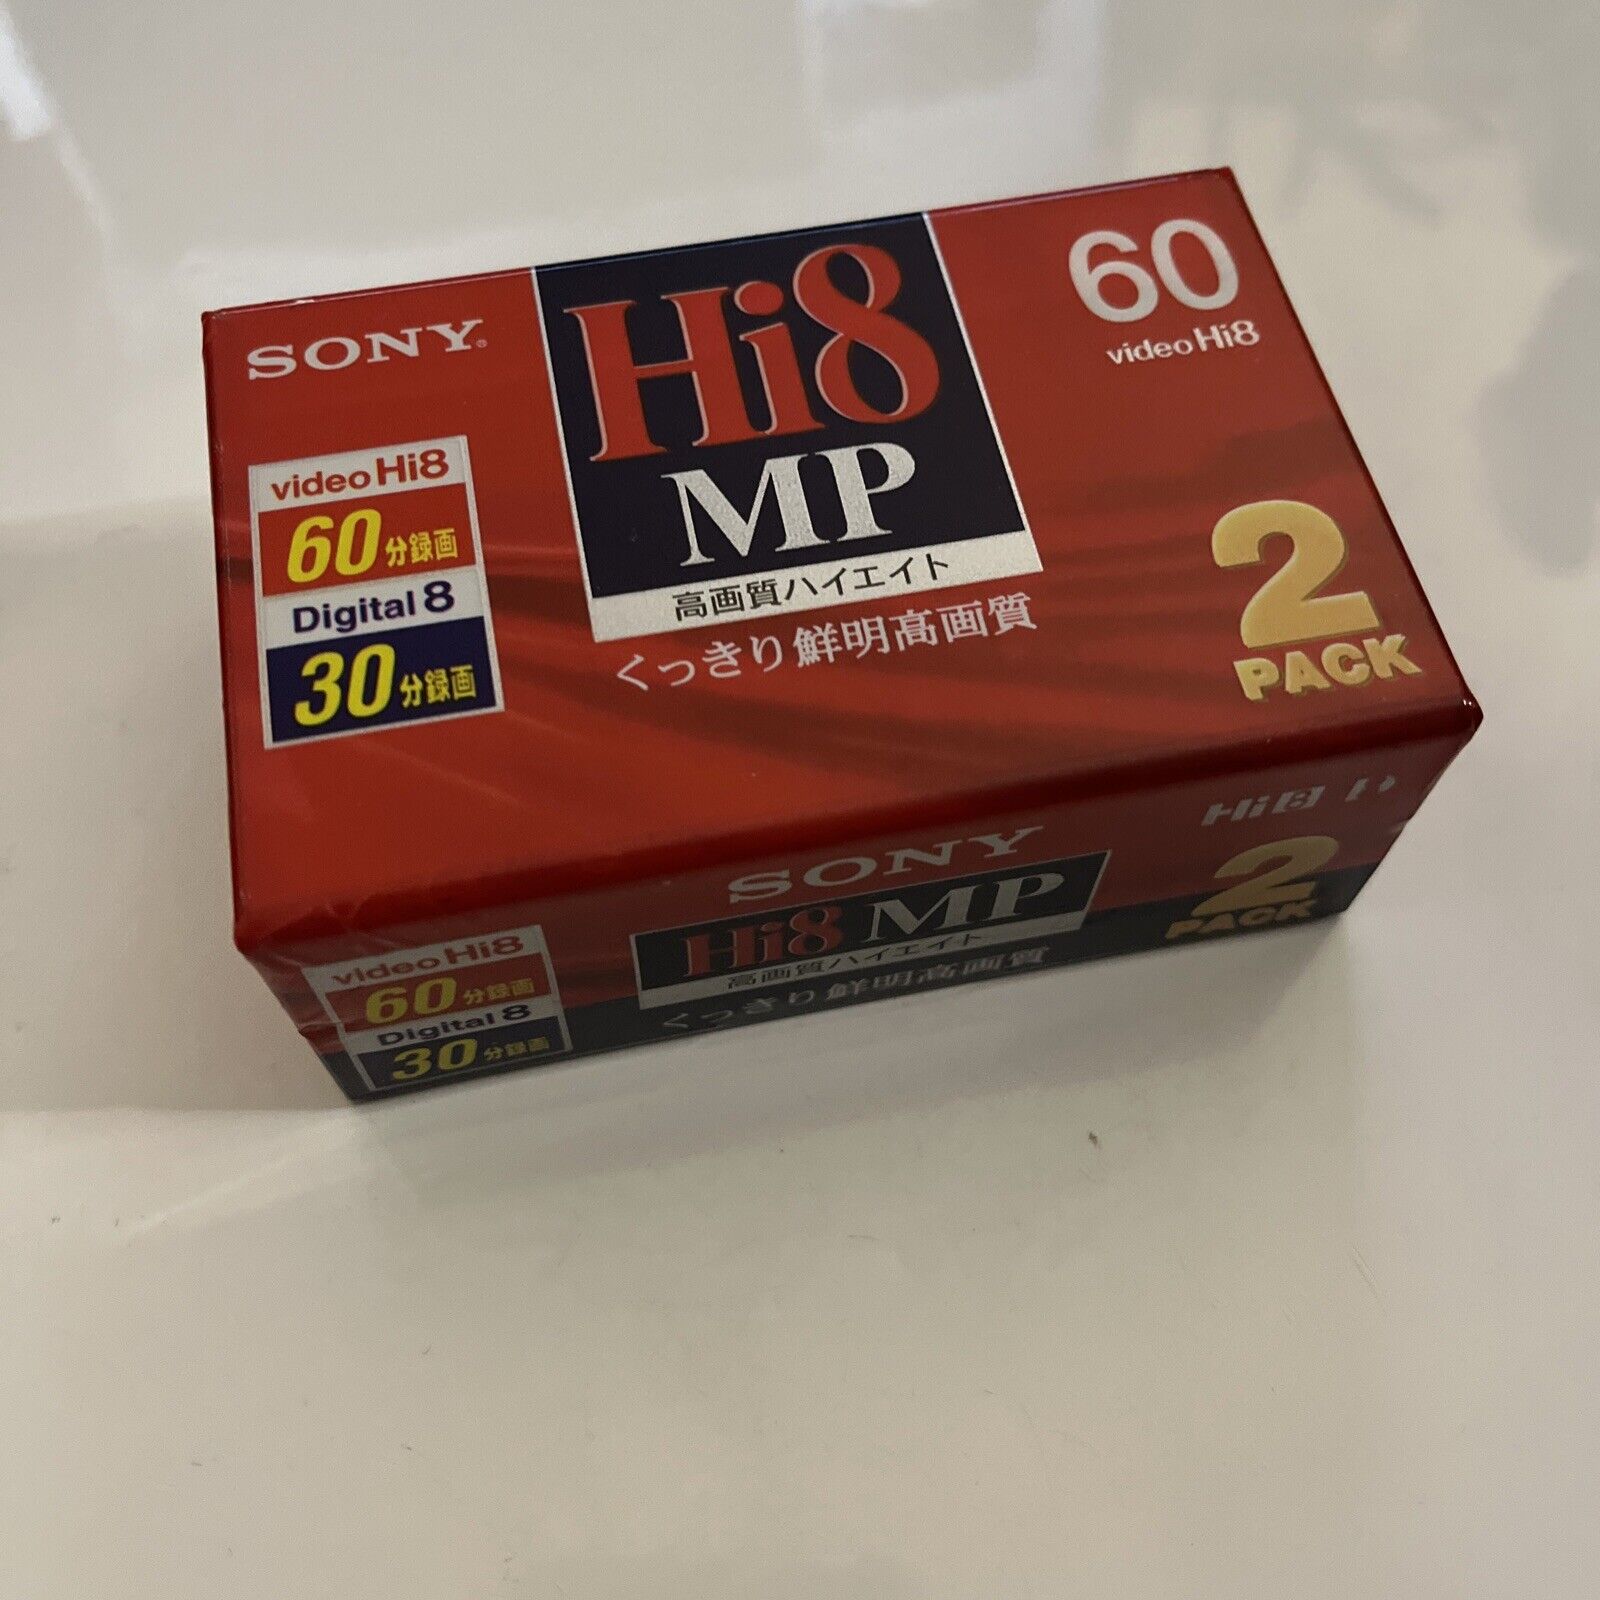 SONY®
Hi8
MP
高画質ハイエイト
くっきり鮮明高画質
60
video Hi8
video Hi8
60分録画
Digital 8
30分録画
2
PACK
SONY
Hi8 MP
高画質ハイエイト
くっきり鮮明高画質
video Hi8
60分録画
Digital 8
30分録画
Hi8
2
PACK